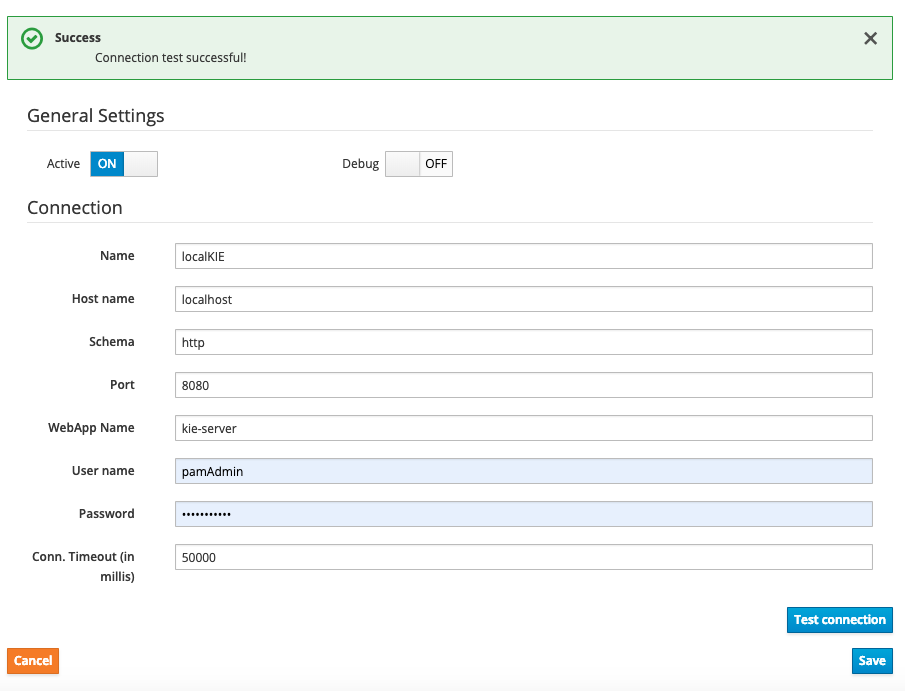 Success
Connection test successful!
General Settings
Active ON Debug OFF
Connection
Name localKIE
Host name localhost
Schema http
Port 8080
WebApp Name kie-server
User name pamAdmin
Password •••••••••••
Conn. Timeout (in
millis) 50000
Test connection
Cancel Save